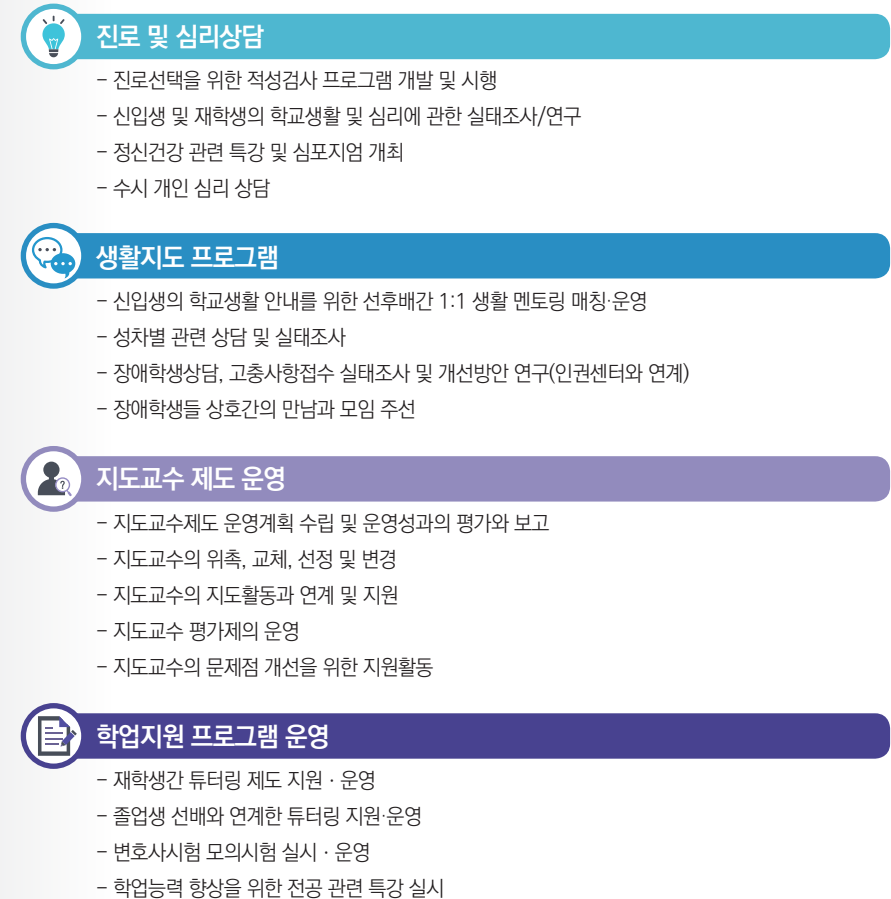 진로 및 심리상담
- 진로선택을 위한 적성검사 프로그램 개발 및 시행
- 신입생 및 재학생의 학교생활 및 심리에 관한 실태조사/연구
- 정신건강 관련 특강 및 심포지엄 개최
- 수시 개인 심리 상담
생활지도 프로그램
- 신입생의 학교생활 안내를 위한 선후배간 1:1 생활 멘토링 매칭·운영
- 성차별 관련 상담 및 실태조사
- 장애학생상담, 고충사항접수 실태조사 및 개선방안 연구(인권센터와 연계)
- 장애학생들 상호간의 만남과 모임 주선
지도교수 제도 운영
- 지도교수제도 운영계획 수립 및 운영성과의 평가와 보고
- 지도교수의 위촉, 교체, 선정 및 변경
- 지도교수의 지도활동과 연계 및 지원
- 지도교수 평가제의 운영
- 지도교수의 문제점 개선을 위한 지원활동
학업지원 프로그램 운영
- 재학생간 튜터링 제도 지원 · 운영
- 졸업생 선배와 연계한 튜터링 지원·운영
- 변호사시험 모의시험 실시 · 운영
- 학업능력 향상을 위한 전공 관련 특강 실시